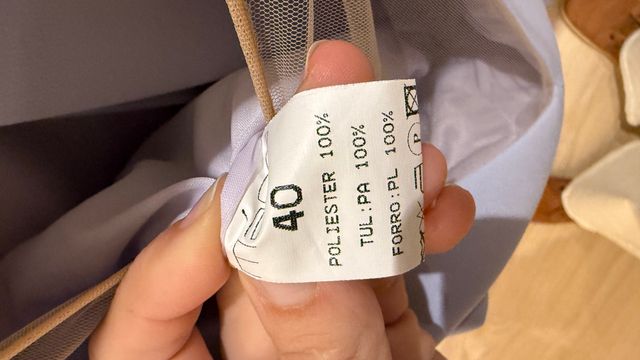 40
POLIESTER 100%
TUL:PA 100%
FORRO:PL 100%
P